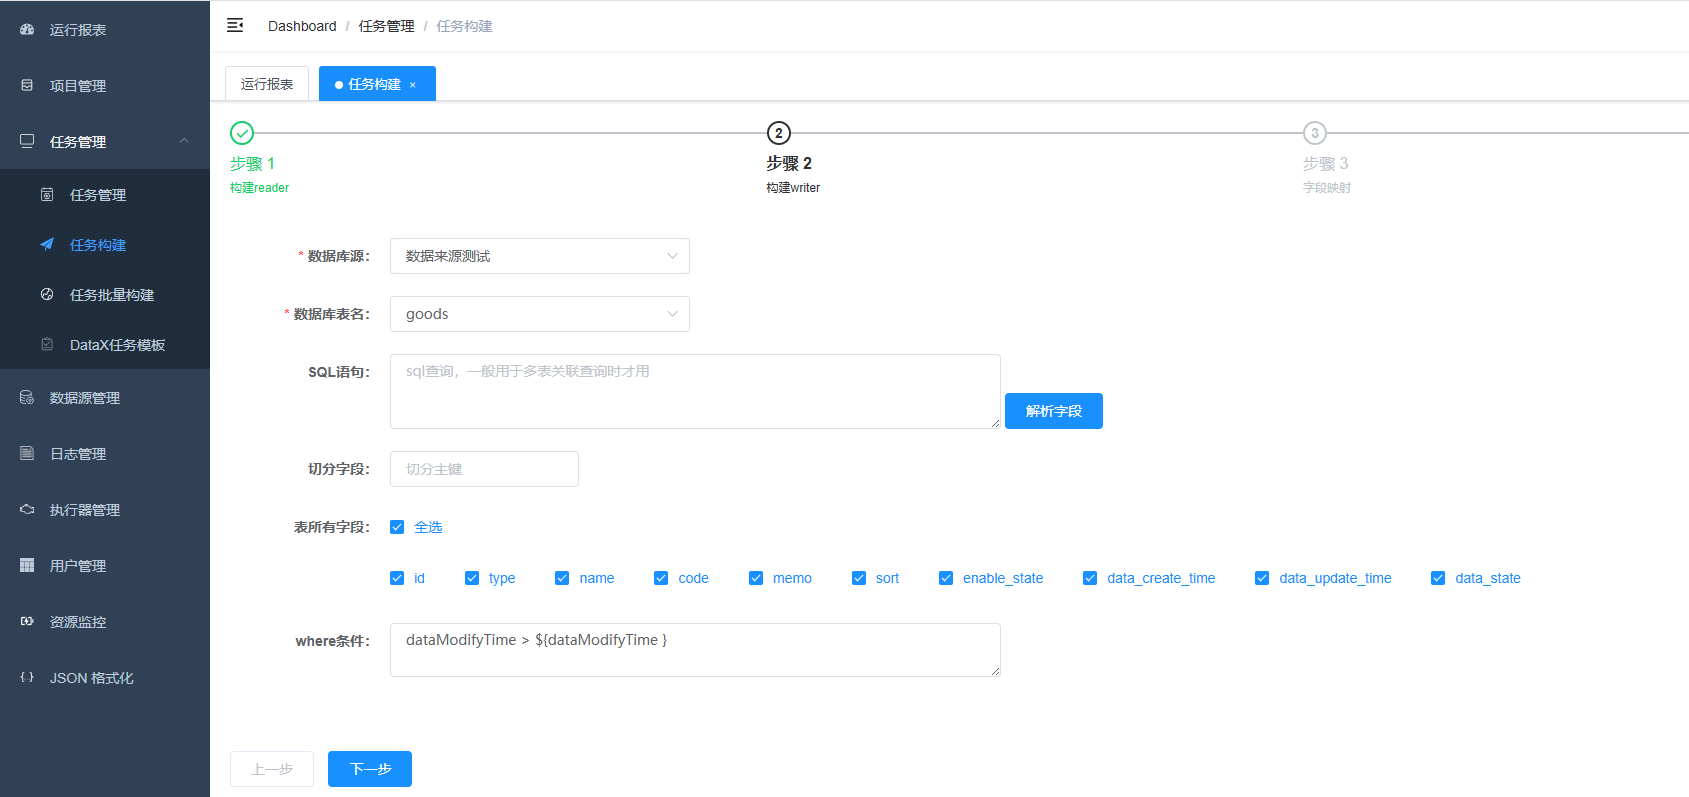 运行报表
项目管理
任务管理
任务管理
任务构建
任务批量构建
DataX任务模板
数据源管理
日志管理
执行器管理
用户管理
资源监控
JSON 格式化
Dashboard / 任务管理 / 任务构建
运行报表
任务构建 ×
2
3
步骤 1
步骤 2
步骤 3
构建reader
构建writer
字段映射
* 数据库源： 数据来源测试
* 数据库表名： goods
SQL语句： sql查询，一般用于多表关联查询时才用
解析字段
切分字段： 切分主键
表所有字段： 全选
id type name code memo sort enable_state data_create_time data_update_time data_state
where条件： dataModifyTime > ${dataModifyTime }
上一步 下一步